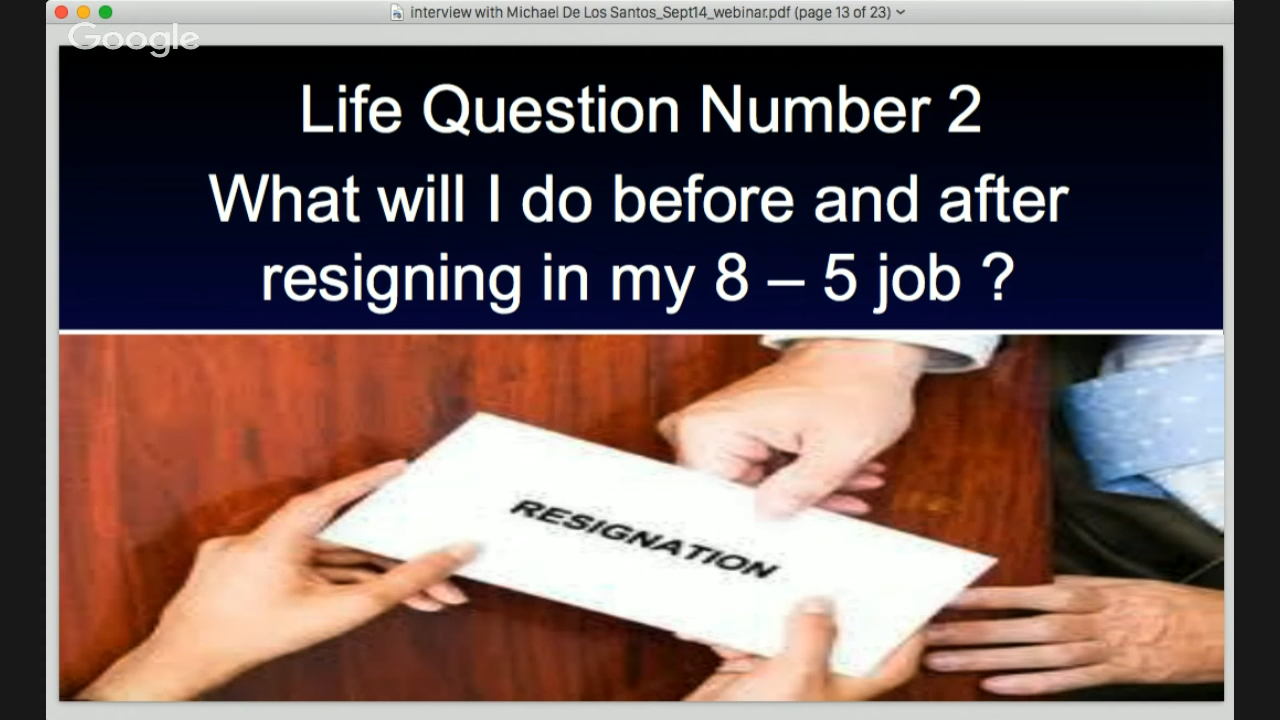 interview with Michael De Los Santos_Sept14_webinar.pdf (page 13 of 23)
Google
Life Question Number 2
What will I do before and after
resigning in my 8 – 5 job ?
RESIGNATION